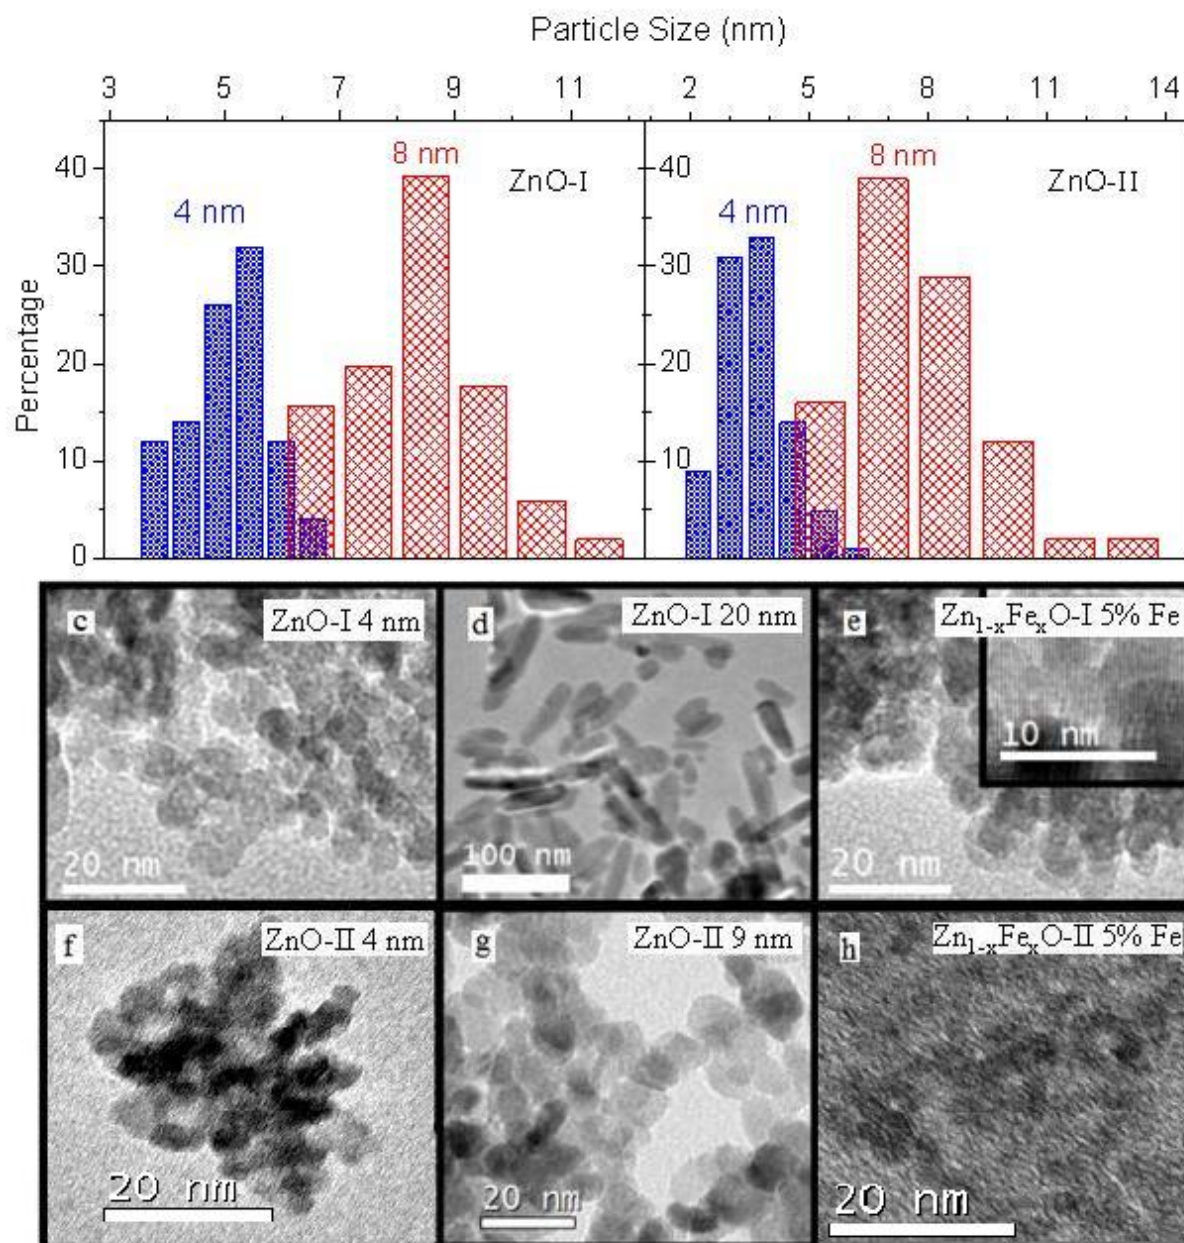 Particle Size (nm)
3 5 7 9 11 2 5 8 11 14
Percentage
40
30
20
10
0
40
30
20
10
4 nm
8 nm
ZnO-I
4 nm
8 nm
ZnO-II
c
ZnO-I 4 nm
20 nm
d
ZnO-I 20 nm
100 nm
e
Zn₁₋ₓFeₓO-I 5% Fe
10 nm
20 nm
f
ZnO-II 4 nm
20 nm
g
ZnO-II 9 nm
20 nm
h
Zn₁₋ₓFeₓO-II 5% Fe
20 nm